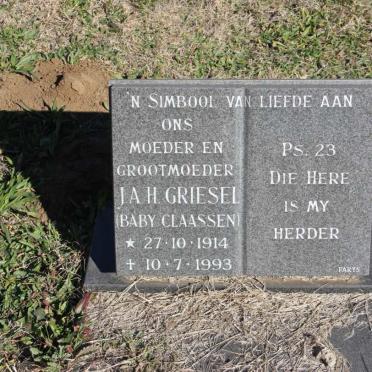 'N SIMBOOL VAN LIEFDE AAN
ONS
MOEDER EN
GROOTMOEDER
J.A.H. GRIESEL
(BABY CLAASSEN)
★ 27·10·1914
✝ 10·7·1993
PS. 23
DIE HERE
IS MY
HERDER
FARTS